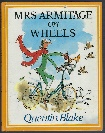 MRS ARMITAGE
ON
WHEELS
Quentin Blake